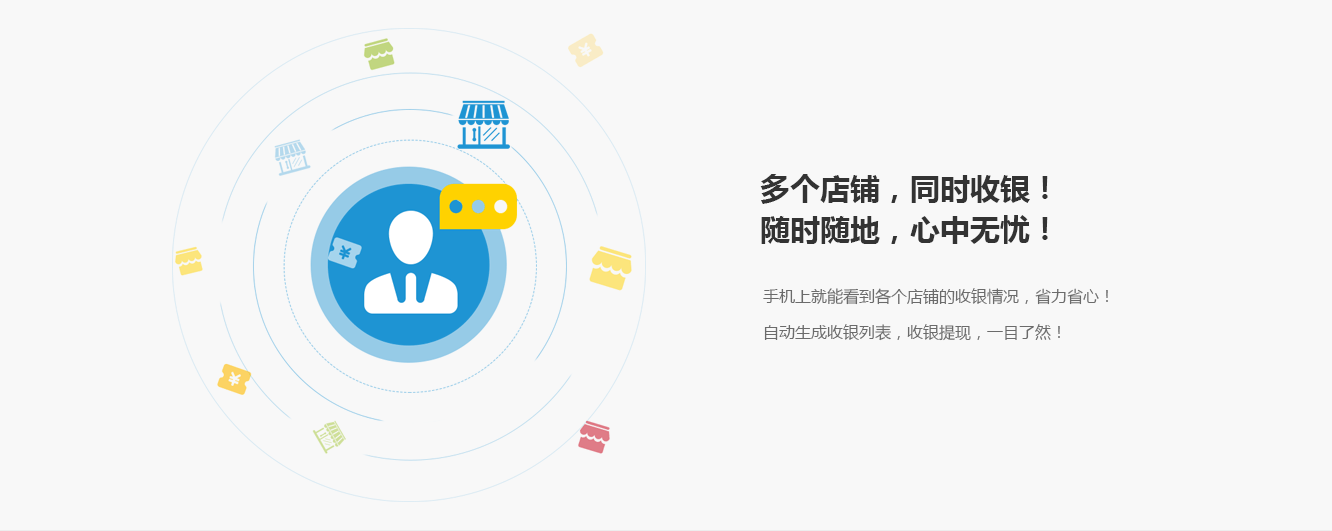 多个店铺，同时收银！
随时随地，心中无忧！
手机上就能看到各个店铺的收银情况，省力省心！
自动生成收银列表，收银提现，一目了然！